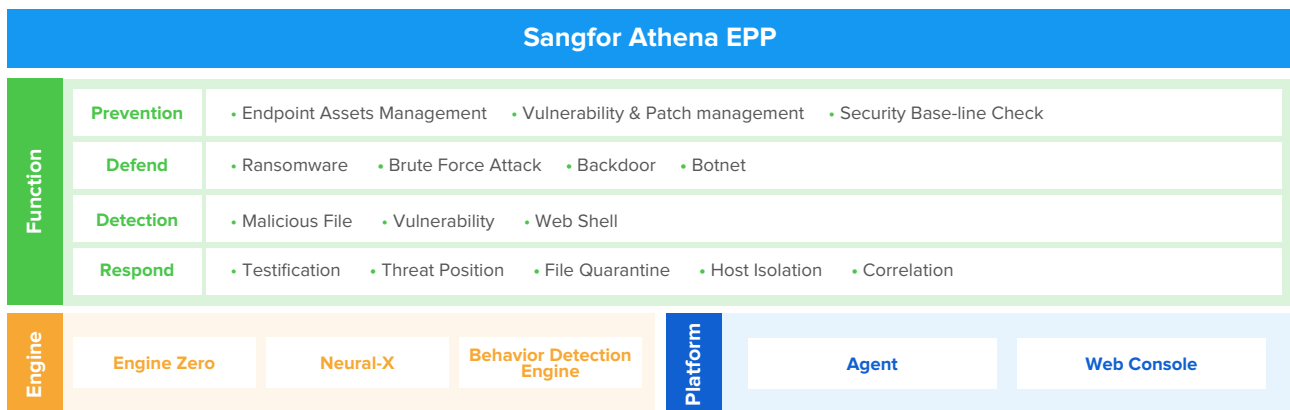 Sangfor Athena EPP
Function
Prevention
• Endpoint Assets Management • Vulnerability & Patch management • Security Base-line Check
Defend
• Ransomware • Brute Force Attack • Backdoor • Botnet
Detection
• Malicious File • Vulnerability • Web Shell
Respond
• Testification • Threat Position • File Quarantine • Host Isolation • Correlation
Engine
Engine Zero
Neural-X
Behavior Detection
Engine
Platform
Agent
Web Console